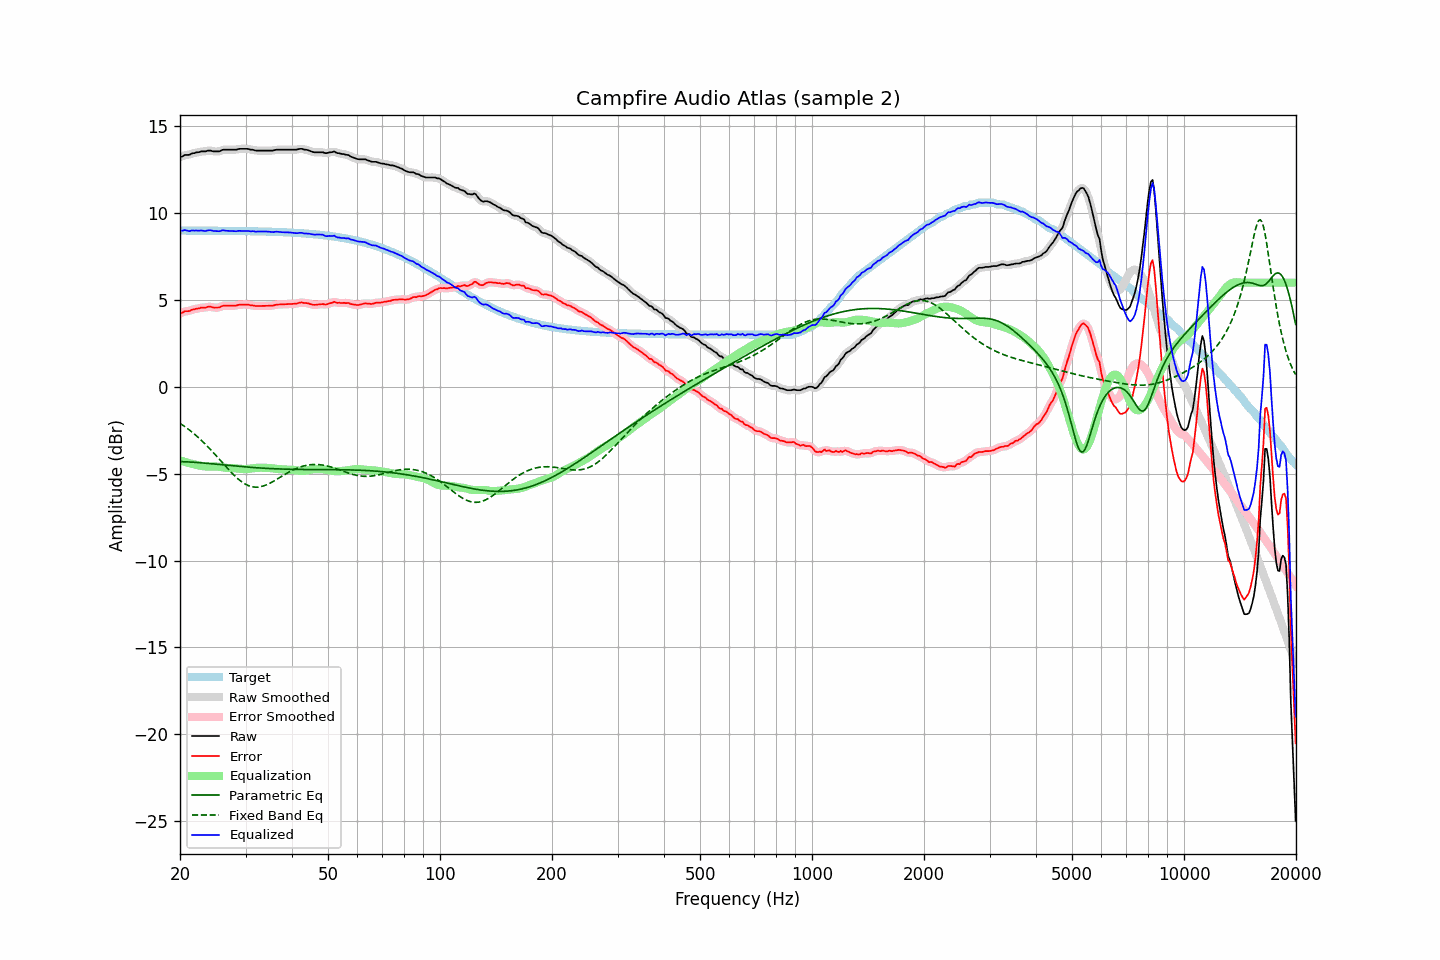 Campfire Audio Atlas (sample 2)
15
10
5
0
−5
−10
−15
−20
−25
Amplitude (dBr)
Target
Raw Smoothed
Error Smoothed
Raw
Error
Equalization
Parametric Eq
Fixed Band Eq
Equalized
20 50 100 200 500 1000 2000 5000 10000 20000
Frequency (Hz)